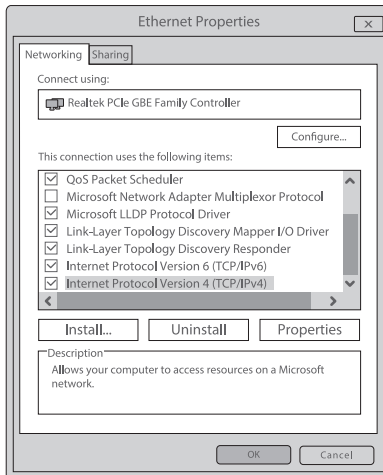 Ethernet Properties
Networking
Sharing
Connect using:
Realtek PCIe GBE Family Controller
Configure...
This connection uses the following items:
QoS Packet Scheduler
Microsoft Network Adapter Multiplexor Protocol
Microsoft LLDP Protocol Driver
Link-Layer Topology Discovery Mapper I/O Driver
Link-Layer Topology Discovery Responder
Internet Protocol Version 6 (TCP/IPv6)
Internet Protocol Version 4 (TCP/IPv4)
Install...
Uninstall
Properties
Description
Allows your computer to access resources on a Microsoft
network.
OK
Cancel